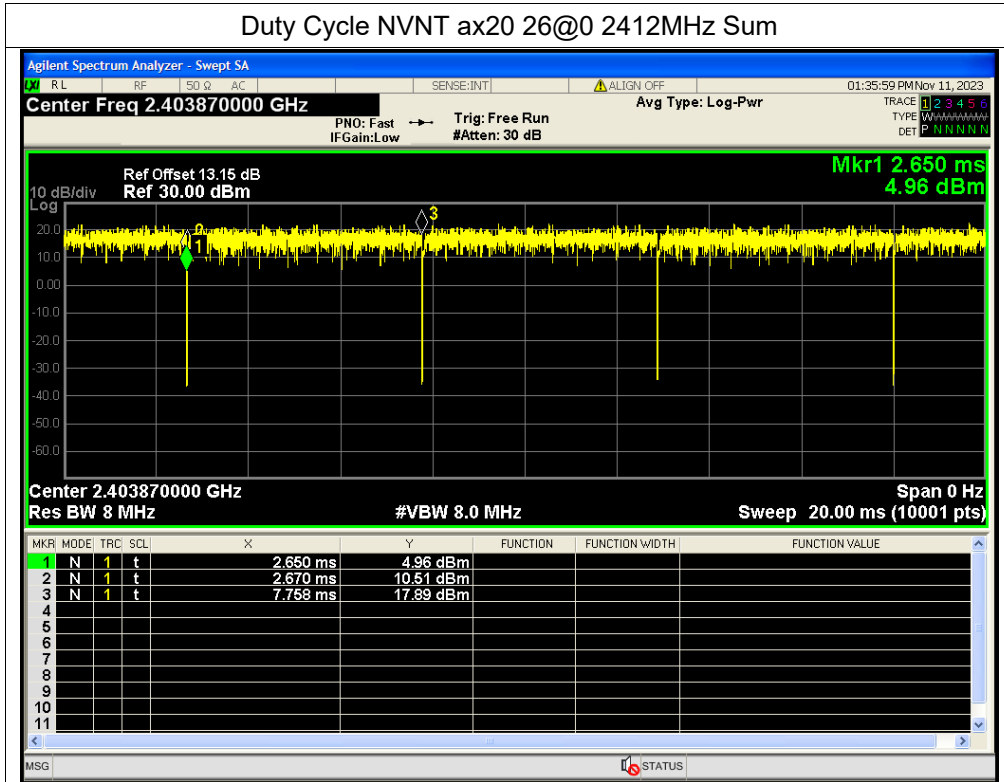 Duty Cycle NVNT ax20 26@0 2412MHz Sum
Agilent Spectrum Analyzer - Swept SA
LXI RL RF 50 Ω AC SENSE:INT ALIGN OFF 01:35:59 PM Nov 11, 2023
Center Freq 2.403870000 GHz Avg Type: Log-Pwr TRACE 1 2 3 4 5 6
PNO: Fast Trig: Free Run TYPE W
IFGain:Low #Atten: 30 dB DET P N N N N N
Mkr1 2.650 ms
4.96 dBm
Ref Offset 13.15 dB
10 dB/div Ref 30.00 dBm
Log
20.0
10.0
0.00
-10.0
-20.0
-30.0
-40.0
-50.0
-60.0
1
2
3
Center 2.403870000 GHz Span 0 Hz
Res BW 8 MHz #VBW 8.0 MHz Sweep 20.00 ms (10001 pts)
MKR MODE TRC SCL X Y FUNCTION FUNCTION WIDTH FUNCTION VALUE
1 N 1 t 2.650 ms 4.96 dBm
2 N 1 t 2.670 ms 10.51 dBm
3 N 1 t 7.758 ms 17.89 dBm
4
5
6
7
8
9
10
11
MSG STATUS